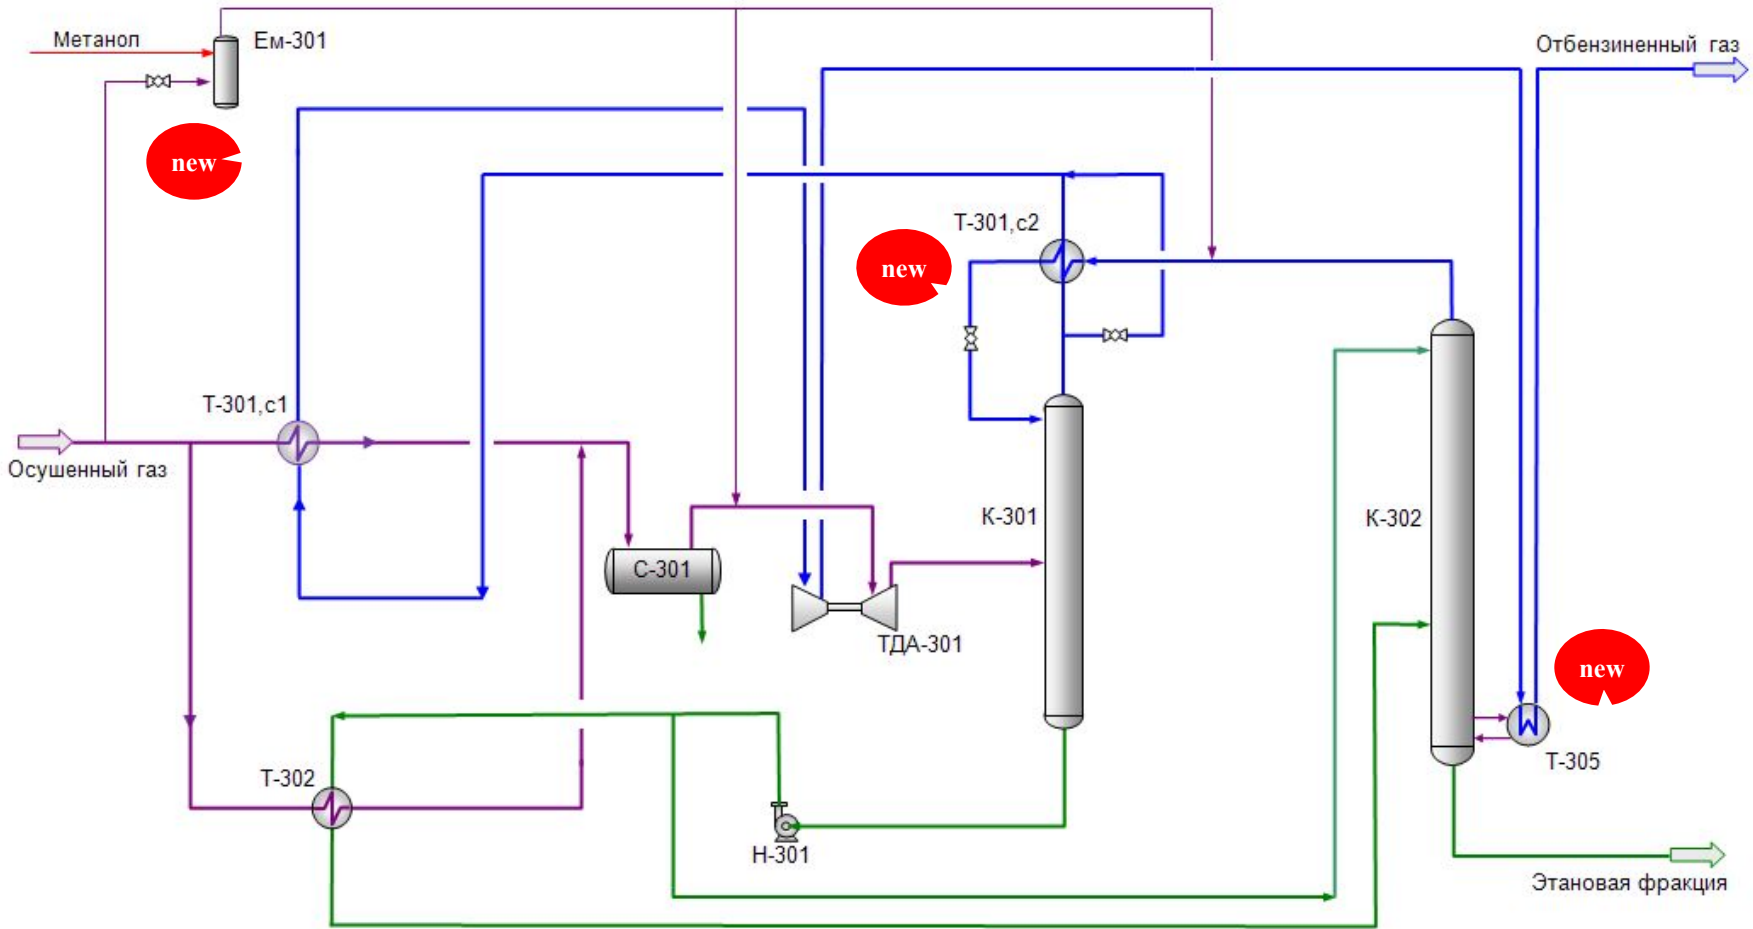 Метанол
Ем-301
Отбензиненный газ
new
Т-301,с2
new
Т-301,с1
Осушенный газ
К-301
К-302
С-301
ТДА-301
new
Т-305
Т-302
Н-301
Этановая фракция